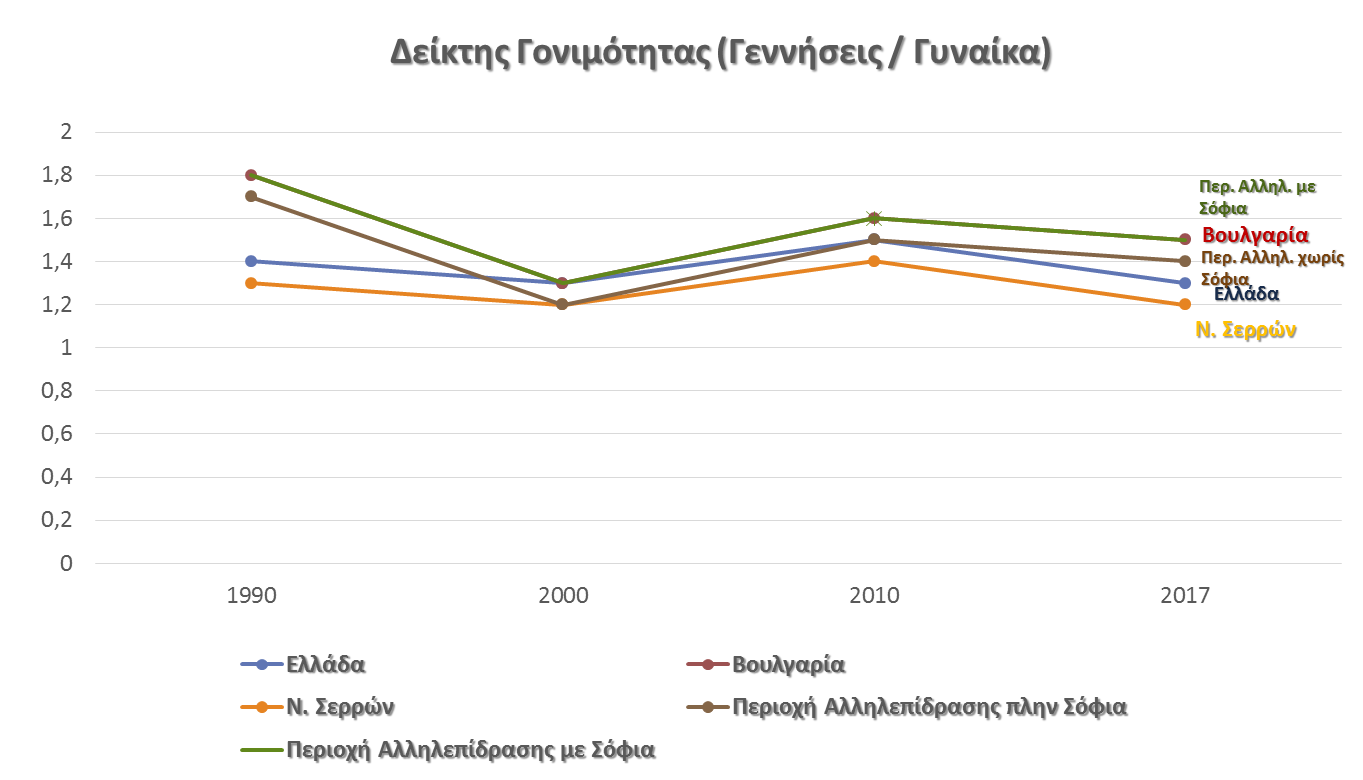 Δείκτης Γονιμότητας (Γεννήσεις / Γυναίκα)
2
1,8
1,6
1,4
1,2
1
0,8
0,6
0,4
0,2
0
Περ. Αλληλ. με
Σόφια
Βουλγαρία
Περ. Αλληλ. χωρίς
Σόφια
Ελλάδα
Ν. Σερρών
1990 2000 2010 2017
Ελλάδα Βουλγαρία
Ν. Σερρών Περιοχή Αλληλεπίδρασης πλην Σόφια
Περιοχή Αλληλεπίδρασης με Σόφια